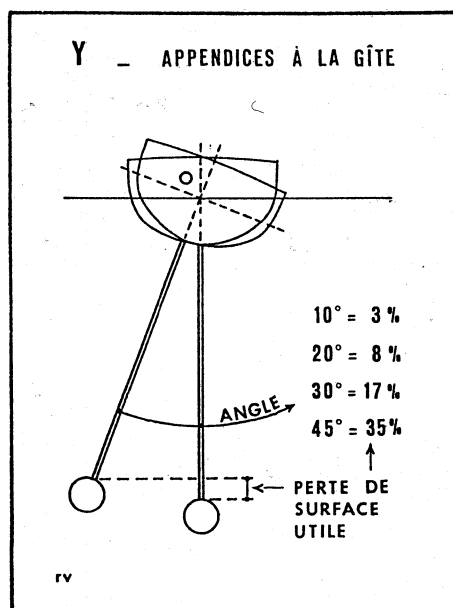 Y - APPENDICES À LA GÎTE
10° = 3 %
20° = 8 %
30° = 17 %
ANGLE
45° = 35%
PERTE DE
SURFACE
UTILE
rv